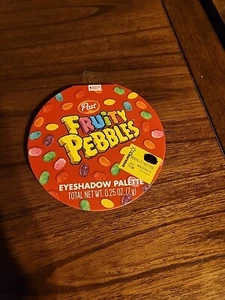 Post
FRUITY
PEBBLES
EYESHADOW PALETTE
TOTAL NET WT. 0.25 OZ. (7 g)